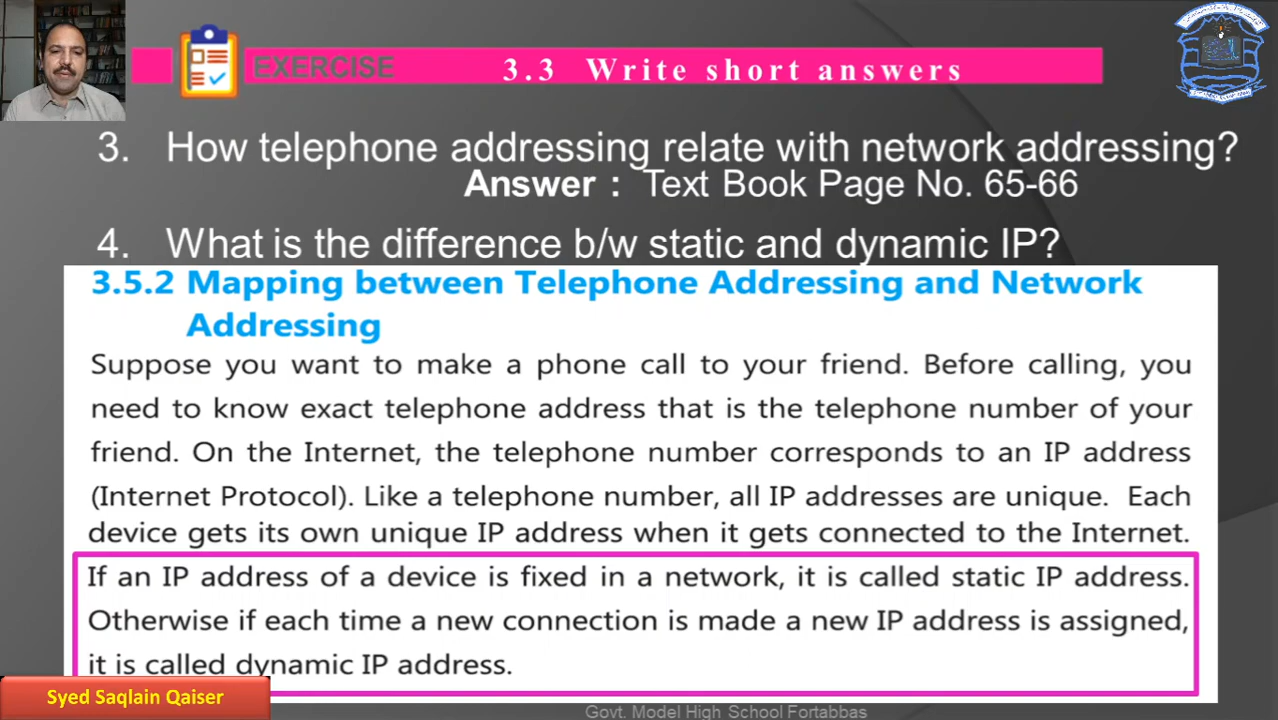 EXERCISE
3.3 Write short answers
3. How telephone addressing relate with network addressing?
Answer : Text Book Page No. 65-66
4. What is the difference b/w static and dynamic IP?
3.5.2 Mapping between Telephone Addressing and Network
Addressing
Suppose you want to make a phone call to your friend. Before calling, you
need to know exact telephone address that is the telephone number of your
friend. On the Internet, the telephone number corresponds to an IP address
(Internet Protocol). Like a telephone number, all IP addresses are unique. Each
device gets its own unique IP address when it gets connected to the Internet.
If an IP address of a device is fixed in a network, it is called static IP address.
Otherwise if each time a new connection is made a new IP address is assigned,
it is called dynamic IP address.
Syed Saqlain Qaiser
Govt. Model High School Fortabbas